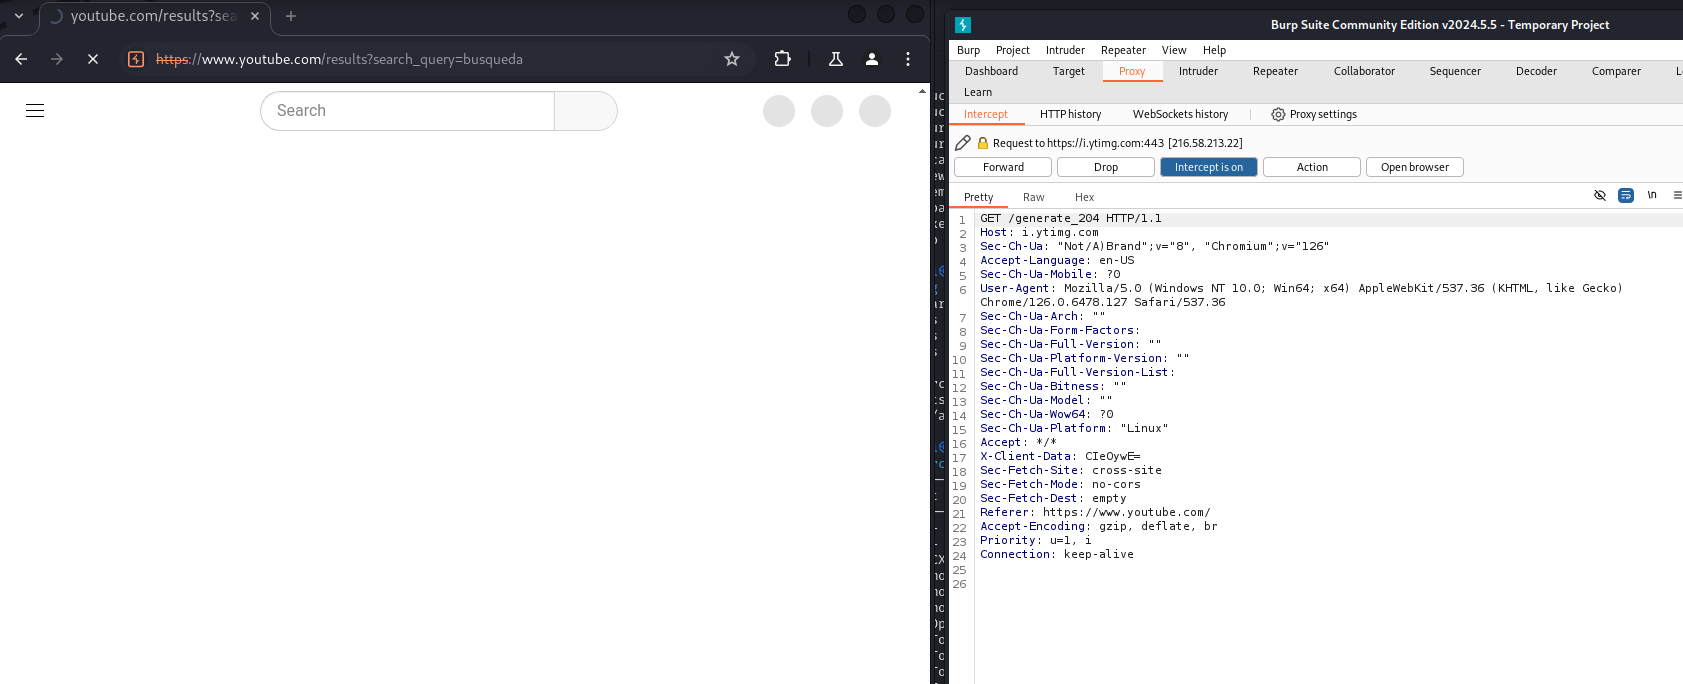 youtube.com/results?sea
https://www.youtube.com/results?search_query=busqueda
Search
Burp Suite Community Edition v2024.5.5 - Temporary Project
Burp Project Intruder Repeater View Help
Dashboard Target Proxy Intruder Repeater Collaborator Sequencer Decoder Comparer
Learn
Intercept HTTP history WebSockets history Proxy settings
Request to https://i.ytimg.com:443 [216.58.213.22]
Forward Drop Intercept is on Action Open browser
Pretty Raw Hex \n
1 GET /generate_204 HTTP/1.1
2 Host: i.ytimg.com
3 Sec-Ch-Ua: "Not/A)Brand";v="8", "Chromium";v="126"
4 Accept-Language: en-US
5 Sec-Ch-Ua-Mobile: ?0
6 User-Agent: Mozilla/5.0 (Windows NT 10.0; Win64; x64) AppleWebKit/537.36 (KHTML, like Gecko)
Chrome/126.0.6478.127 Safari/537.36
7 Sec-Ch-Ua-Arch: ""
8 Sec-Ch-Ua-Form-Factors:
9 Sec-Ch-Ua-Full-Version: ""
10 Sec-Ch-Ua-Platform-Version: ""
11 Sec-Ch-Ua-Full-Version-List:
12 Sec-Ch-Ua-Bitness: ""
13 Sec-Ch-Ua-Model: ""
14 Sec-Ch-Ua-Wow64: ?0
15 Sec-Ch-Ua-Platform: "Linux"
16 Accept: */*
17 X-Client-Data: CIeOywE=
18 Sec-Fetch-Site: cross-site
19 Sec-Fetch-Mode: no-cors
20 Sec-Fetch-Dest: empty
21 Referer: https://www.youtube.com/
22 Accept-Encoding: gzip, deflate, br
23 Priority: u=1, i
24 Connection: keep-alive
25
26